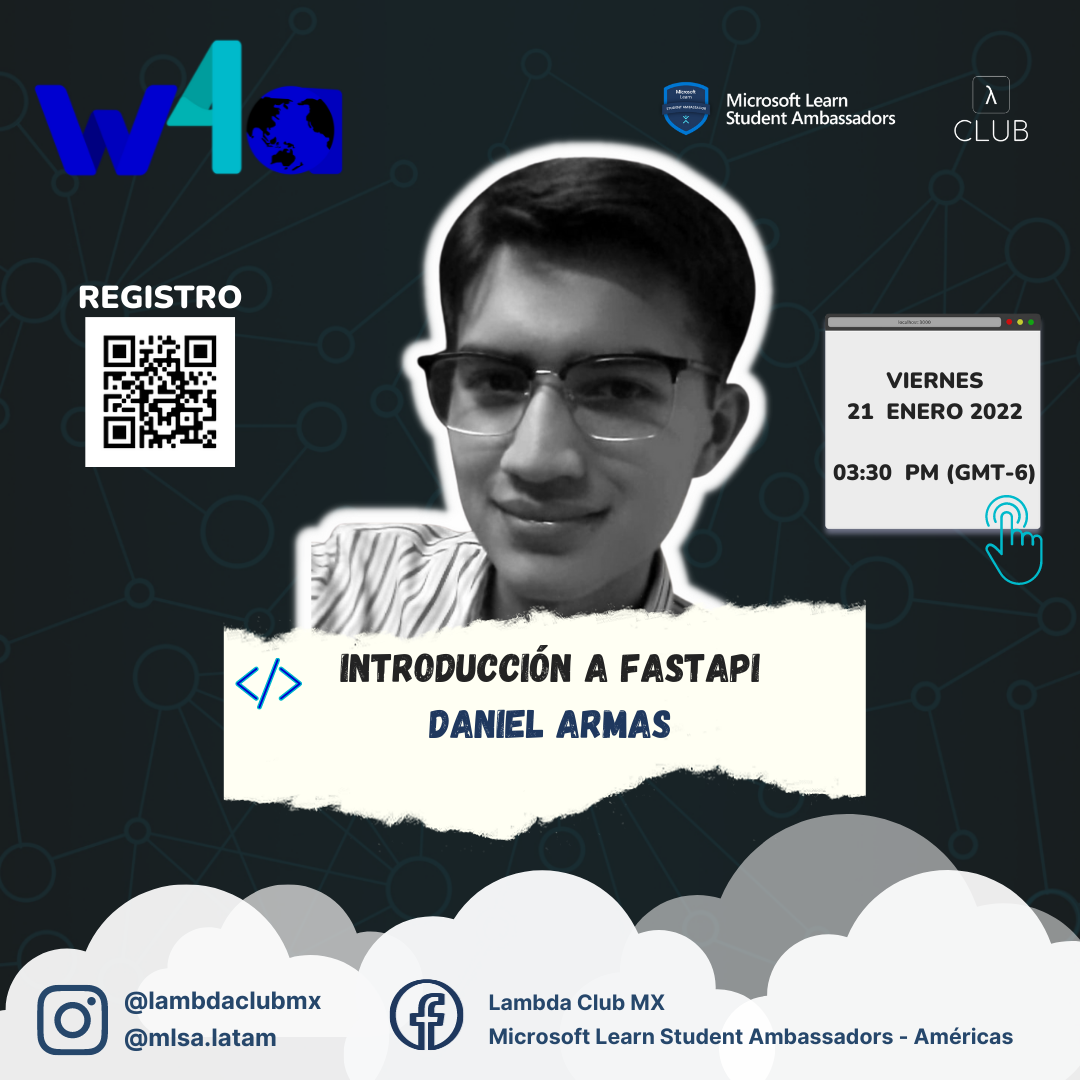 w4a
Microsoft Learn
Student Ambassadors
λ
CLUB
REGISTRO
VIERNES
21 ENERO 2022
03:30 PM (GMT-6)
</>
INTRODUCCIÓN A FASTAPI
DANIEL ARMAS
@lambdaclubmx
@mlsa.latam
Lambda Club MX
Microsoft Learn Student Ambassadors - Américas